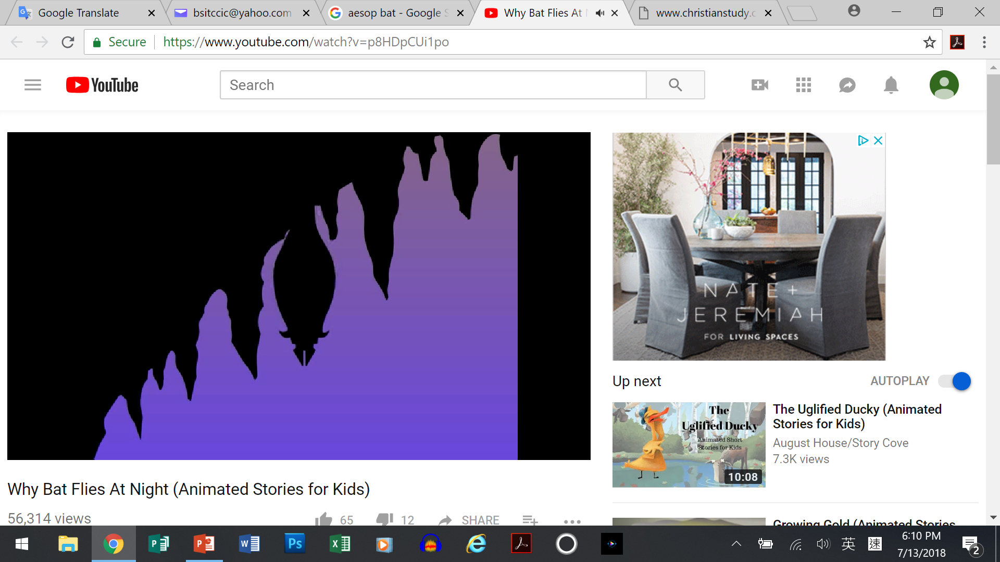 Google Translate
bsitccic@yahoo.com
aesop bat - Google S
Why Bat Flies At N
www.christianstudy.c
Secure
https://www.youtube.com/watch?v=p8HDpCUi1po
YouTube
Search
NATE +
JEREMIAH
FOR LIVING SPACES
Up next
AUTOPLAY
The
Uglified Ducky
Animated Short
Stories for Kids
10:08
The Uglified Ducky (Animated
Stories for Kids)
August House/Story Cove
7.3K views
Why Bat Flies At Night (Animated Stories for Kids)
56,314 views
65
12
SHARE
Growing Gold (Animated Stories
Ps
英
速
6:10 PM
7/13/2018
2